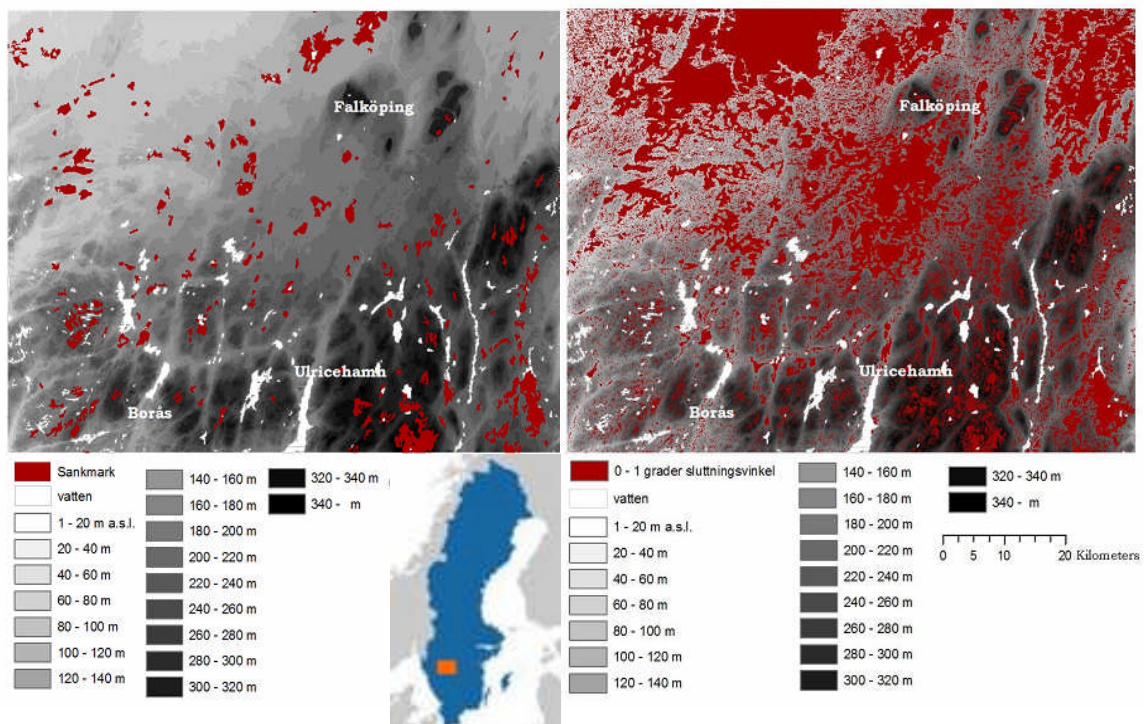 Falköping
Ulricehamn
Borås
Falköping
Ulricehamn
Borås
Sankmark
vatten
1 - 20 m a.s.l.
20 - 40 m
40 - 60 m
60 - 80 m
80 - 100 m
100 - 120 m
120 - 140 m
140 - 160 m
160 - 180 m
180 - 200 m
200 - 220 m
220 - 240 m
240 - 260 m
260 - 280 m
280 - 300 m
300 - 320 m
320 - 340 m
340 - m
0 - 1 grader sluttningsvinkel
vatten
1 - 20 m a.s.l.
20 - 40 m
40 - 60 m
60 - 80 m
80 - 100 m
100 - 120 m
120 - 140 m
140 - 160 m
160 - 180 m
180 - 200 m
200 - 220 m
220 - 240 m
240 - 260 m
260 - 280 m
280 - 300 m
300 - 320 m
320 - 340 m
340 - m
0 5 10 20 Kilometers